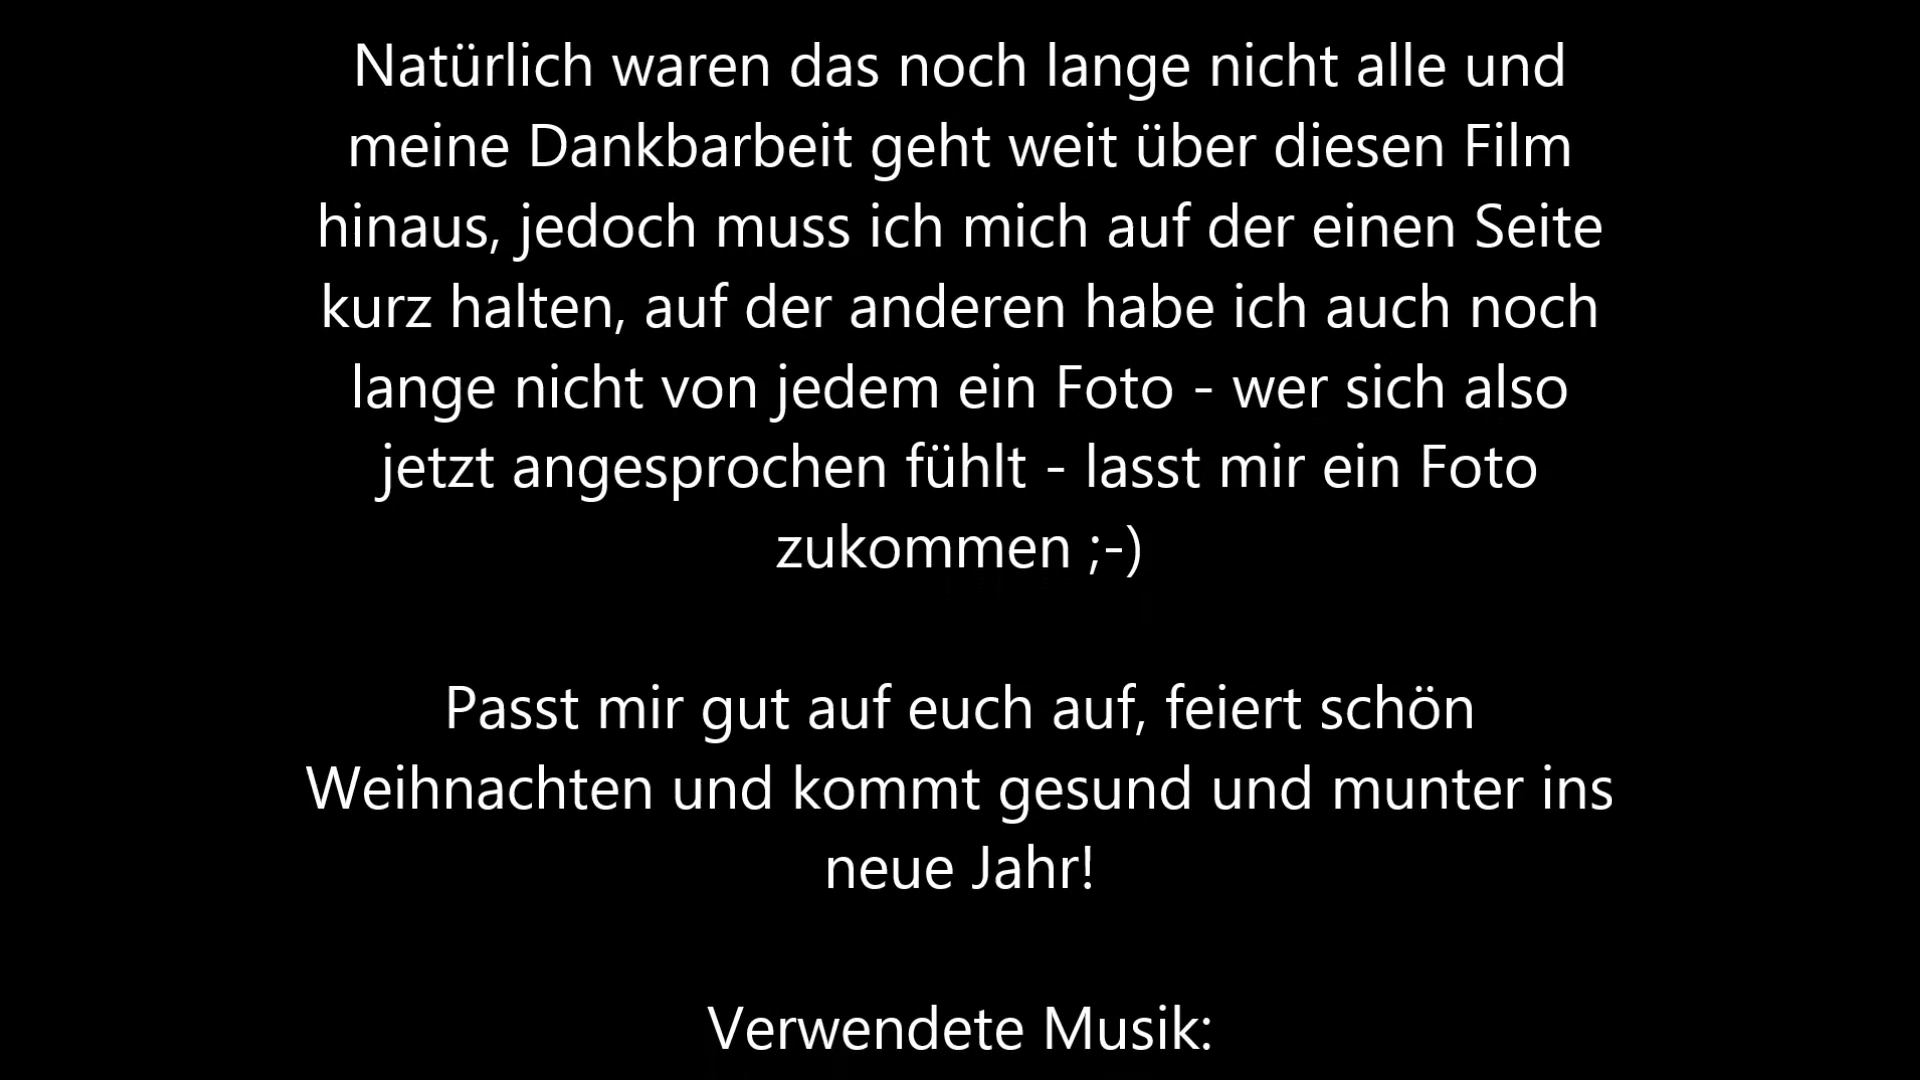 Natürlich waren das noch lange nicht alle und
meine Dankbarbeit geht weit über diesen Film
hinaus, jedoch muss ich mich auf der einen Seite
kurz halten, auf der anderen habe ich auch noch
lange nicht von jedem ein Foto - wer sich also
jetzt angesprochen fühlt - lasst mir ein Foto
zukommen ;-)
Passt mir gut auf euch auf, feiert schön
Weihnachten und kommt gesund und munter ins
neue Jahr!
Verwendete Musik: